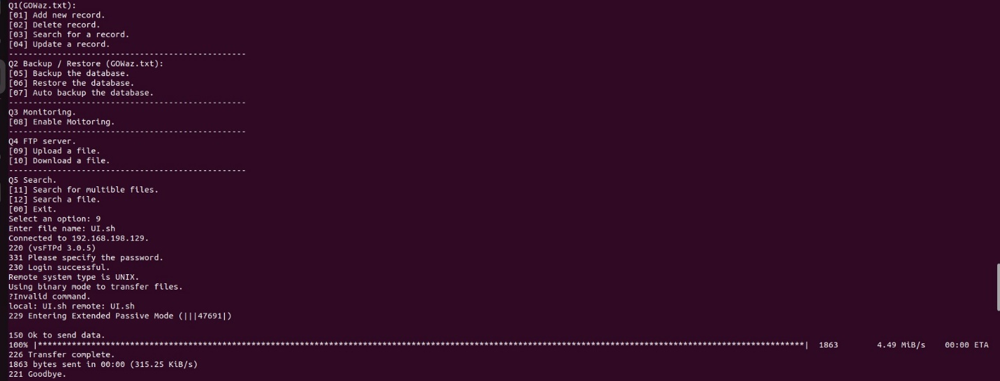 Q1(GOWaz.txt):
[01] Add new record.
[02] Delete record.
[03] Search for a record.
[04] Update a record.
-------------------------------------------------
Q2 Backup / Restore (GOWaz.txt):
[05] Backup the database.
[06] Restore the database.
[07] Auto backup the database.
-------------------------------------------------
Q3 Monitoring.
[08] Enable Moitoring.
-------------------------------------------------
Q4 FTP server.
[09] Upload a file.
[10] Download a file.
-------------------------------------------------
Q5 Search.
[11] Search for multible files.
[12] Search a file.
[00] Exit.
Select an option: 9
Enter file name: UI.sh
Connected to 192.168.198.129.
220 (vsFTPd 3.0.5)
331 Please specify the password.
230 Login successful.
Remote system type is UNIX.
Using binary mode to transfer files.
?Invalid command.
local: UI.sh remote: UI.sh
229 Entering Extended Passive Mode (|||47691|)
150 Ok to send data.
100% |**************************************************************************************************************************************************************| 1863 4.49 MiB/s 00:00 ETA
226 Transfer complete.
1863 bytes sent in 00:00 (315.25 KiB/s)
221 Goodbye.